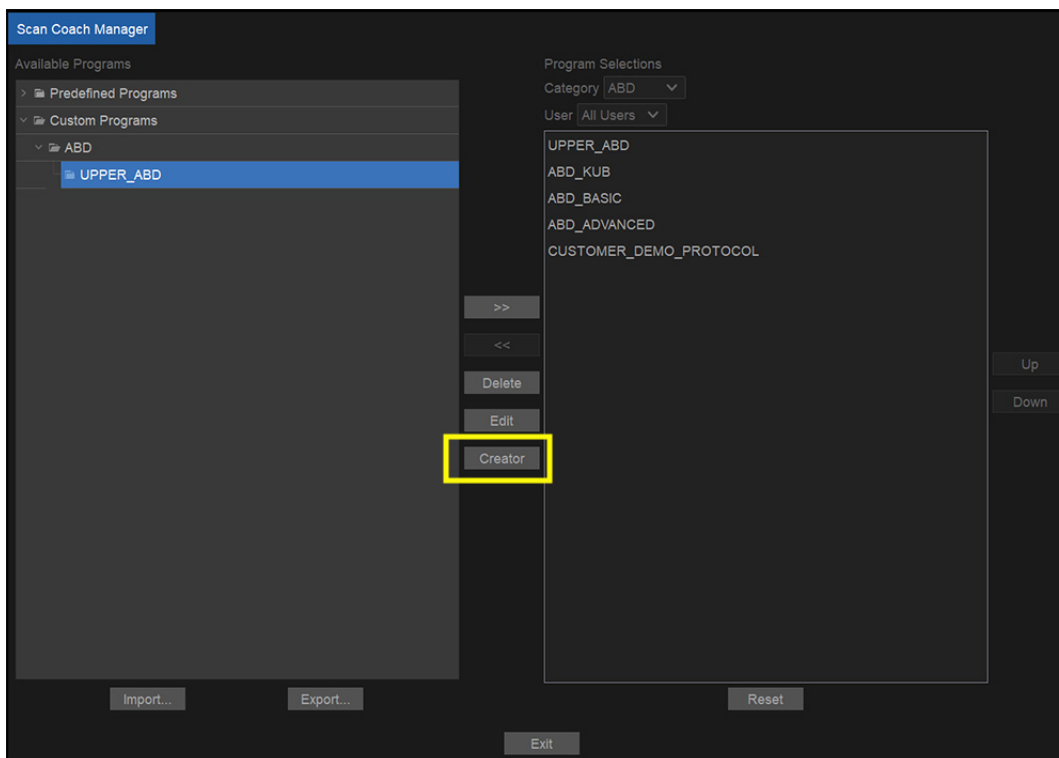 Scan Coach Manager
Available Programs
Predefined Programs
Custom Programs
ABD
UPPER_ABD
>>
<<
Delete
Edit
Creator
Import...
Export...
Program Selections
Category ABD
User All Users
UPPER_ABD
ABD_KUB
ABD_BASIC
ABD_ADVANCED
CUSTOMER_DEMO_PROTOCOL
Up
Down
Reset
Exit